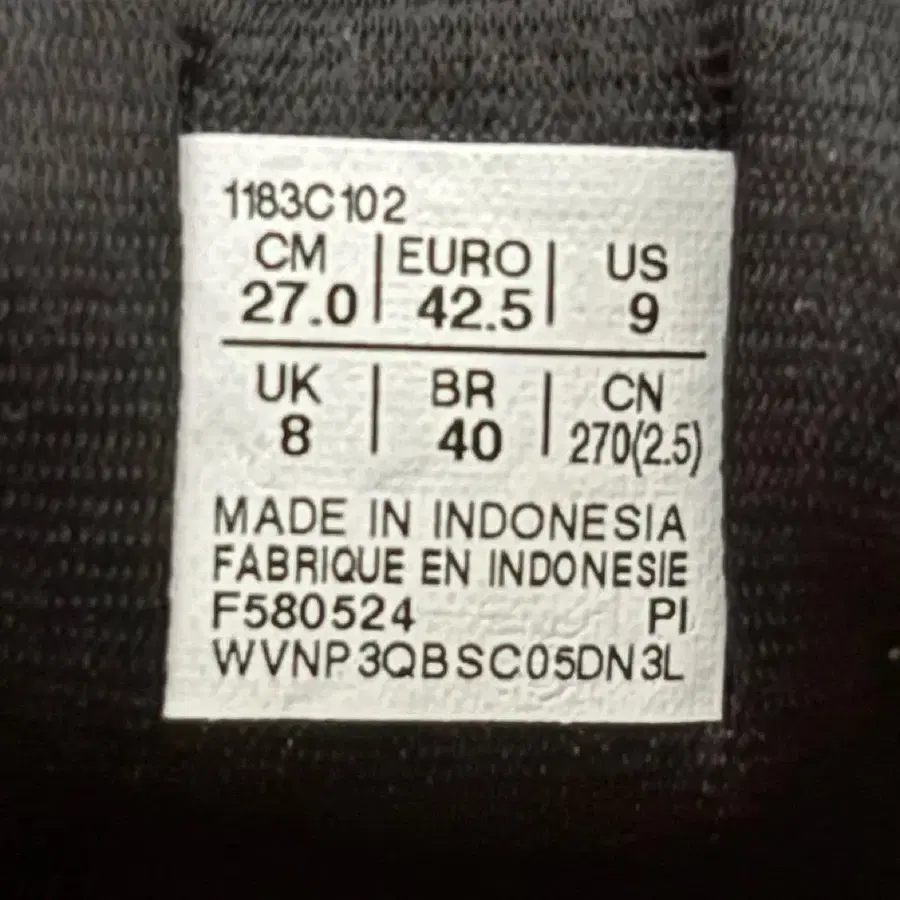 1183C102
CM | EURO | US
27.0 | 42.5 | 9
UK | BR | CN
8 | 40 | 270(2.5)
MADE IN INDONESIA
FABRIQUE EN INDONESIE
F580524 PI
WVNP3QBSC05DN3L